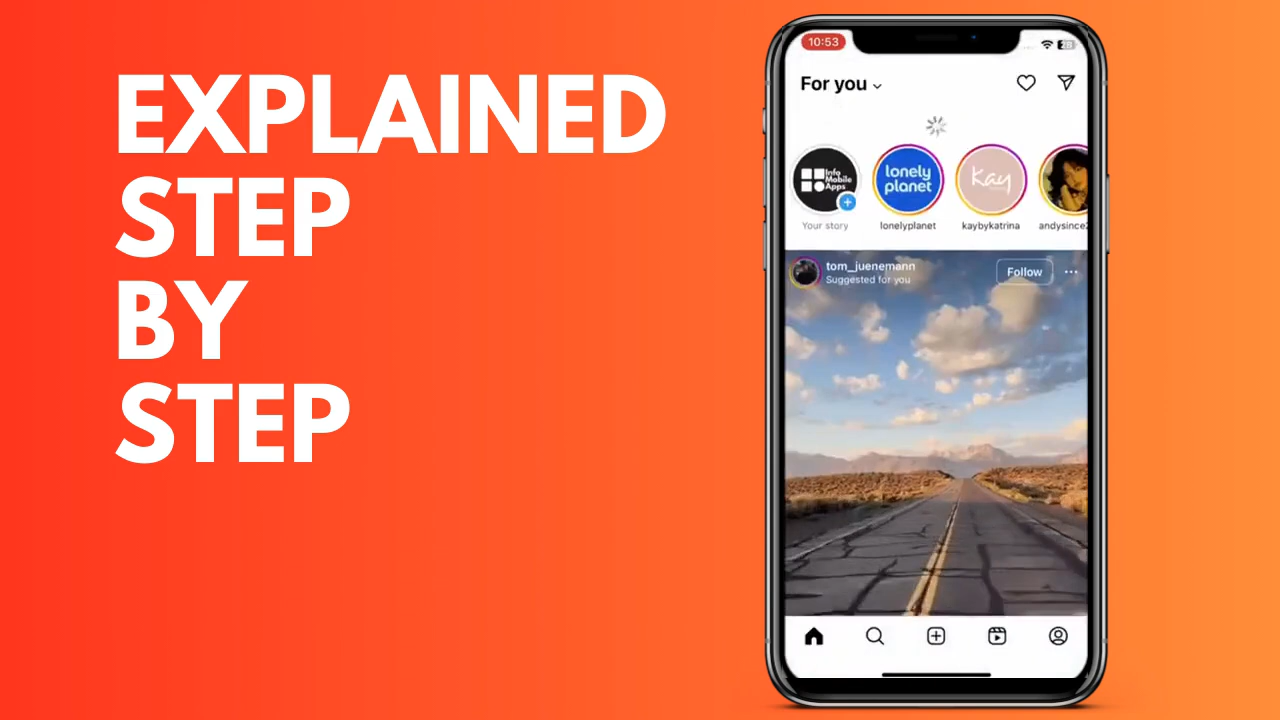 EXPLAINED
STEP
BY
STEP
10:53
For you
Info
Mobile
Apps
lonely
planet
kay
Your story
lonelyplanet
kaybykatrina
andysince2
tom_juenemann
Suggested for you
Follow